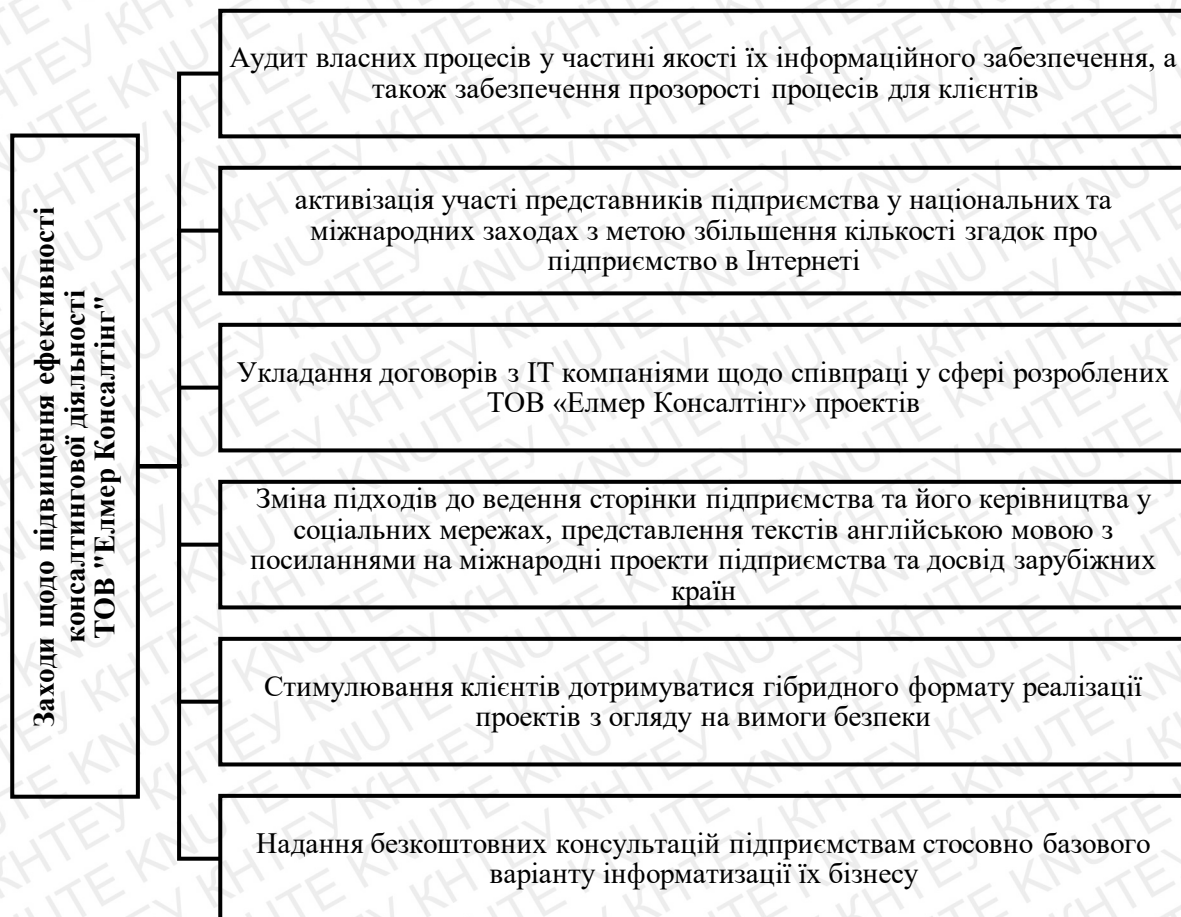 Заходи щодо підвищення ефективності
консалтингової діяльності
ТОВ "Елмер Консалтінг"
Аудит власних процесів у частині якості їх інформаційного забезпечення, а
також забезпечення прозорості процесів для клієнтів
активізація участі представників підприємства у національних та
міжнародних заходах з метою збільшення кількості згадок про
підприємство в Інтернеті
Укладання договорів з ІТ компаніями щодо співпраці у сфері розроблених
ТОВ «Елмер Консалтінг» проектів
Зміна підходів до ведення сторінки підприємства та його керівництва у
соціальних мережах, представлення текстів англійською мовою з
посиланнями на міжнародні проекти підприємства та досвід зарубіжних
країн
Стимулювання клієнтів дотримуватися гібридного формату реалізації
проектів з огляду на вимоги безпеки
Надання безкоштовних консультацій підприємствам стосовно базового
варіанту інформатизації їх бізнесу